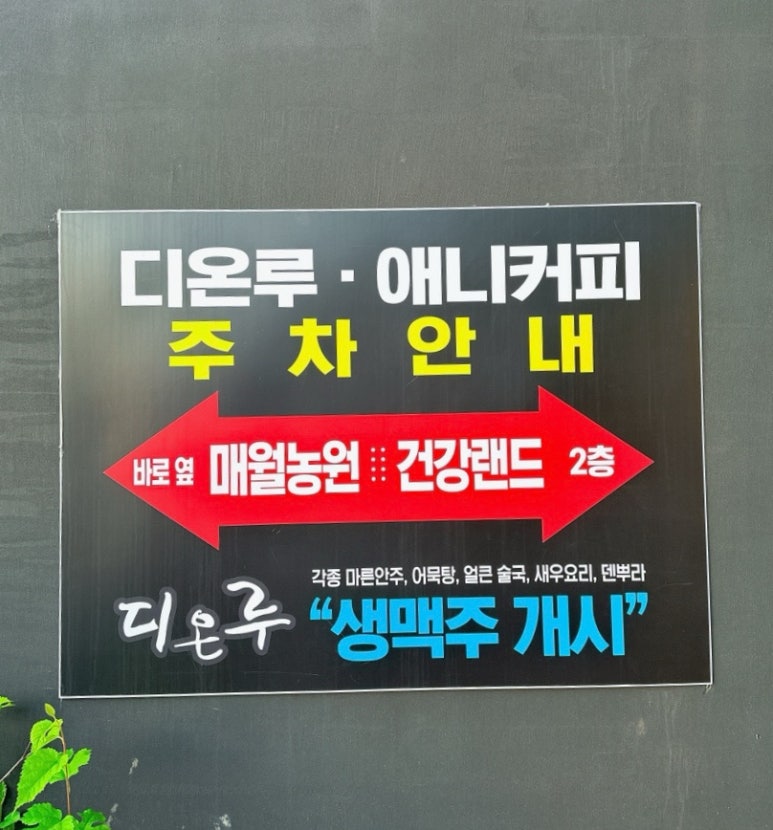 디온루 · 애니커피
주차안내
바로 옆 매월농원 건강랜드 2층
각종 마른안주, 어묵탕, 얼큰 술국, 새우요리, 덴뿌라
디온루 “생맥주 개시”